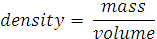 density = mass / volume